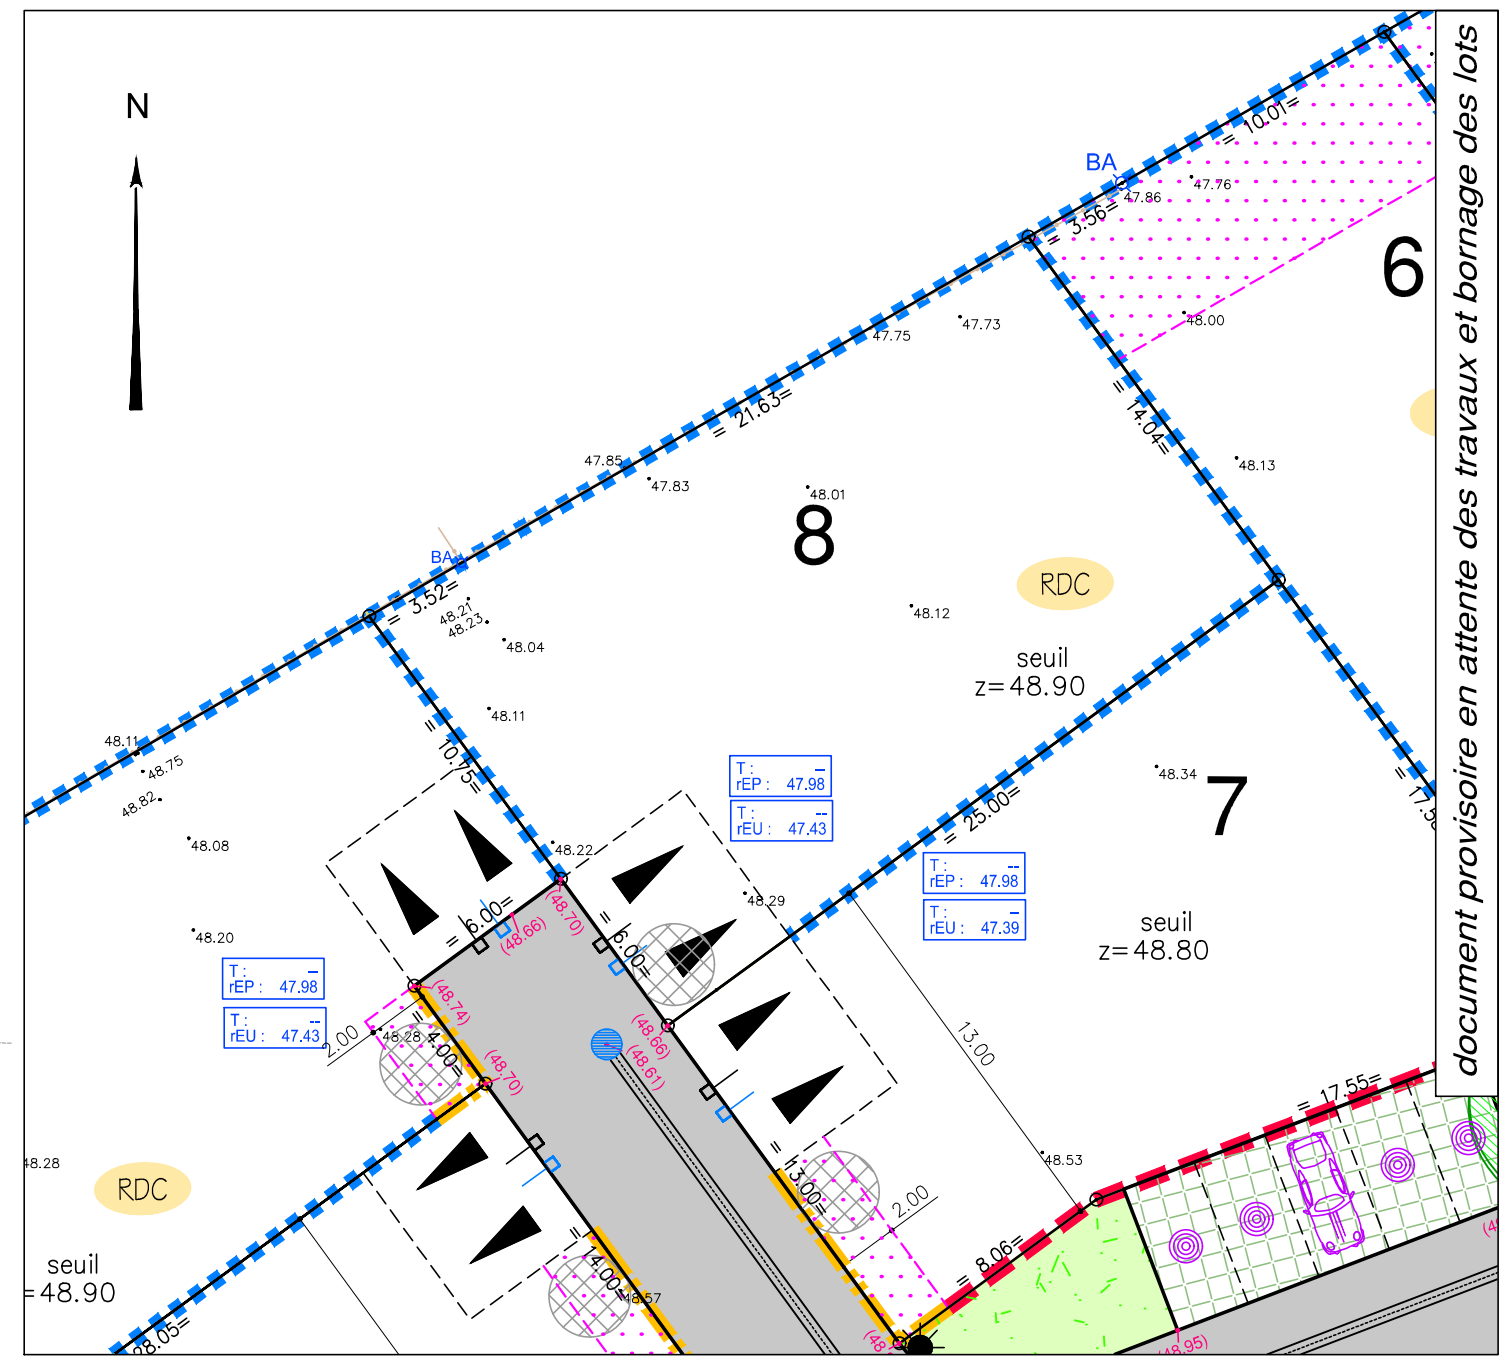 N
BA
= 10.01=
47.76
47.86
= 3.56=
6
48.00
47.73
47.75
= 21.63=
= 14.04=
47.85
47.83
48.01
48.13
8
BA
= 3.52=
48.21
48.23
48.04
RDC
48.12
seuil
z=48.90
48.11
48.11
48.75
48.82
= 10.75=
48.08
T : --
rEP : 47.98
T : --
rEU : 47.43
48.34
7
= 17.5
= 25.00=
48.22
T : --
rEP : 47.98
T : --
rEU : 47.39
48.29
48.20
= 6.00=
(48.66)
(48.70)
= 6.00=
seuil
z=48.80
T : --
rEP : 47.98
T : --
rEU : 47.43
(48.74)
48.28
2.00
= 4.00=
(48.70)
(48.66)
(48.61)
13.00
= 17.55=
48.28
RDC
48.53
= 13.00=
2.00
seuil
=48.90
= 8.06=
= 14.00=
48.57
28.05=
(48.
(48.95)
(48
document provisoire en attente des travaux et bornage des lots